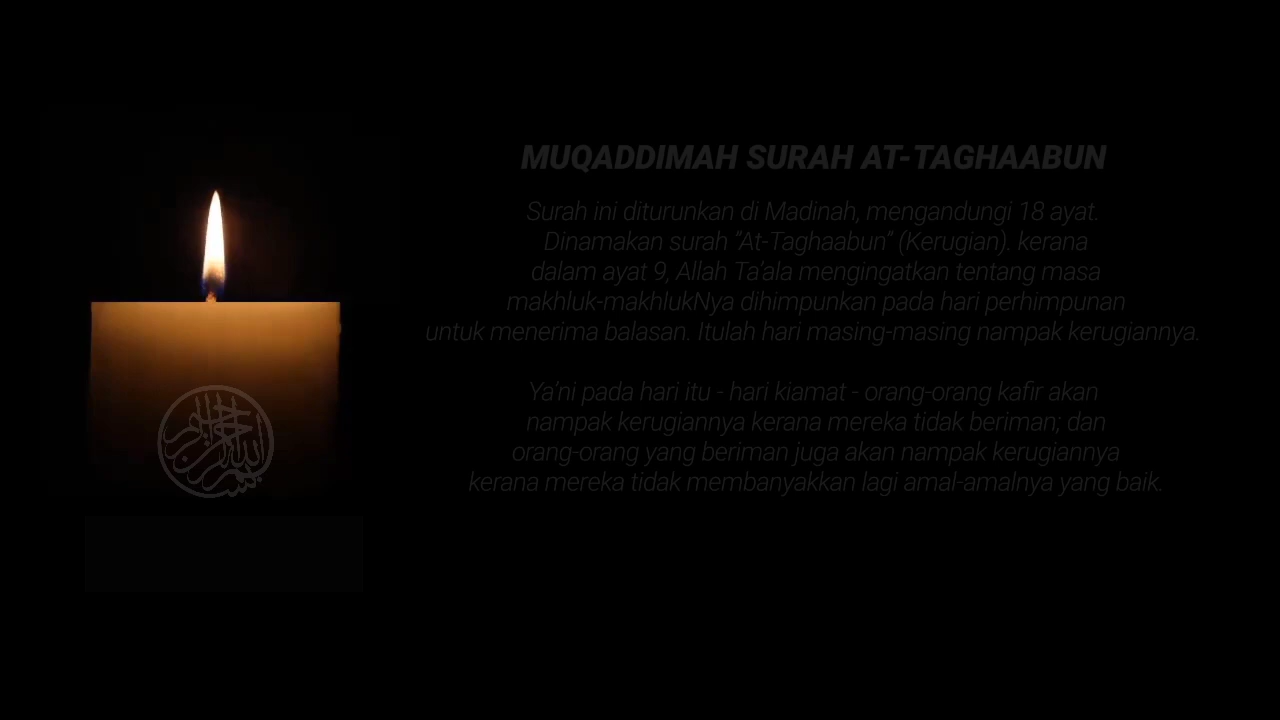 MUQADDIMAH SURAH AT-TAGHAABUN
Surah ini diturunkan di Madinah, mengandungi 18 ayat.
Dinamakan surah "At-Taghaabun" (Kerugian). kerana
dalam ayat 9, Allah Ta'ala mengingatkan tentang masa
makhluk-makhlukNya dihimpunkan pada hari perhimpunan
untuk menerima balasan. Itulah hari masing-masing nampak kerugiannya.
Ya'ni pada hari itu - hari kiamat - orang-orang kafir akan
nampak kerugiannya kerana mereka tidak beriman; dan
orang-orang yang beriman juga akan nampak kerugiannya
kerana mereka tidak membanyakkan lagi amal-amalnya yang baik.
بسم الله الرحمن الرحيم